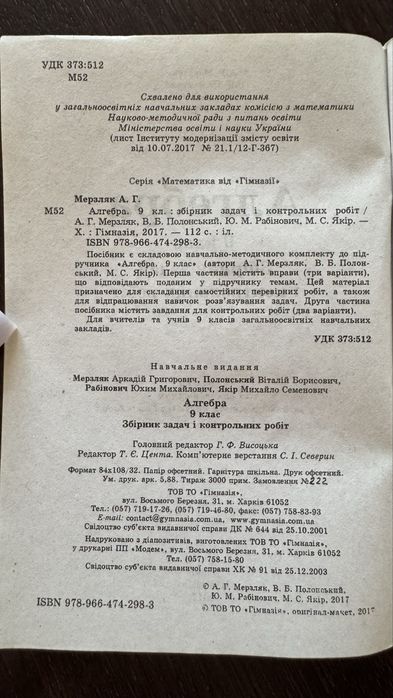 УДК 373:512
М52
Схвалено для використання
у загальноосвітніх навчальних закладах комісією з математики
Науково-методичної ради з питань освіти
Міністерства освіти і науки України
(лист Інституту модернізації змісту освіти
від 10.07.2017 № 21.1/12-Г-367)
Серія «Математика від «Гімназії»
Мерзляк А. Г.
М52 Алгебра. 9 кл. : збірник задач і контрольних робіт /
А. Г. Мерзляк, В. Б. Полонський, Ю. М. Рабінович, М. С. Якір. —
Х. : Гімназія, 2017. — 112 с. : іл.
ISBN 978-966-474-298-3.
Посібник є складовою навчально-методичного комплекту до підручника «Алгебра. 9 клас» (автори А. Г. Мерзляк, В. Б. Полон-
ський, М. С. Якір). Перша частина містить вправи (три варіанти),
що відповідають поданим у підручнику темам. Цей матеріал
призначено для складання самостійних перевірних робіт, а також
для відпрацювання навичок розв'язування задач. Друга частина
посібника містить завдання для контрольних робіт (два варіанти).
Для вчителів та учнів 9 класів загальноосвітніх навчальних
закладів.
УДК 373:512
Навчальне видання
Мерзляк Аркадій Григорович, Полонський Віталій Борисович,
Рабінович Юхим Михайлович, Якір Михайло Семенович
Алгебра
9 клас
Збірник задач і контрольних робіт
Головний редактор Г. Ф. Висоцька
Редактор Т. Є. Цента. Комп'ютерне верстання С. І. Северин
Формат 84x108/32. Папір офсетний. Гарнітура шкільна. Друк офсетний.
Ум. друк. арк. 5,88. Тираж 3000 прим. Замовлення №222
ТОВ ТО «Гімназія»,
вул. Восьмого Березня, 31, м. Харків 61052
Тел.: (057) 719-17-26, (057) 719-46-80, факс: (057) 758-83-93
E-mail: contact@gymnasia.com.ua, www.gymnasia.com.ua
Свідоцтво суб'єкта видавничої справи ДК № 644 від 25.10.2001
Надруковано з діапозитивів, виготовлених ТОВ ТО «Гімназія»,
у друкарні ПП «Модем», вул. Восьмого Березня, 31, м. Харків 61052
Тел. (057) 758-15-80
Свідоцтво суб'єкта видавничої справи ХК № 91 від 25.12.2003
© А. Г. Мерзляк, В. Б. Полонський,
Ю. М. Рабінович, М. С. Якір, 2017
ISBN 978-966-474-298-3
© ТОВ ТО «Гімназія», оригінал-макет, 2017